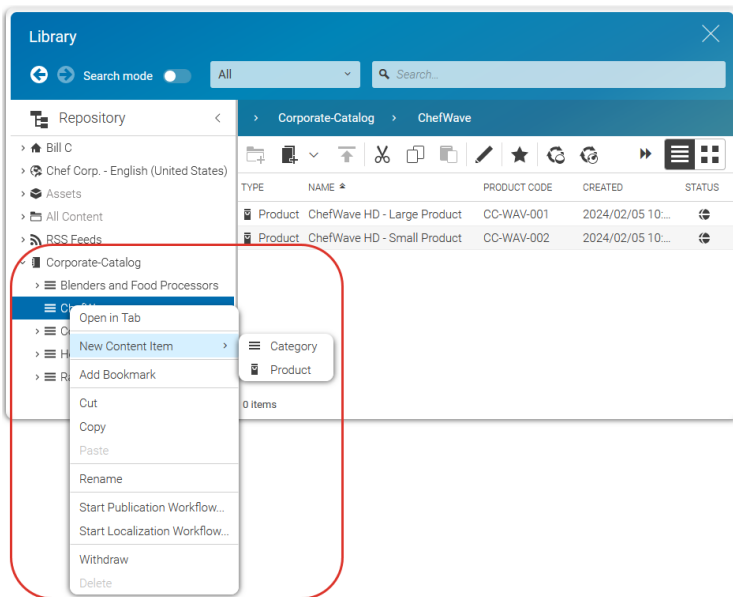 Library
Search mode
All
Search...
Repository
Corporate-Catalog
ChefWave
Bill C
Chef Corp. - English (United States)
Assets
All Content
RSS Feeds
Corporate-Catalog
Blenders and Food Processors
TYPE NAME PRODUCT CODE CREATED STATUS
Product ChefWave HD - Large Product CC-WAV-001 2024/02/05 10:...
Product ChefWave HD - Small Product CC-WAV-002 2024/02/05 10:...
0 items
Open in Tab
New Content Item
Add Bookmark
Cut
Copy
Paste
Rename
Start Publication Workflow...
Start Localization Workflow...
Withdraw
Delete
Category
Product